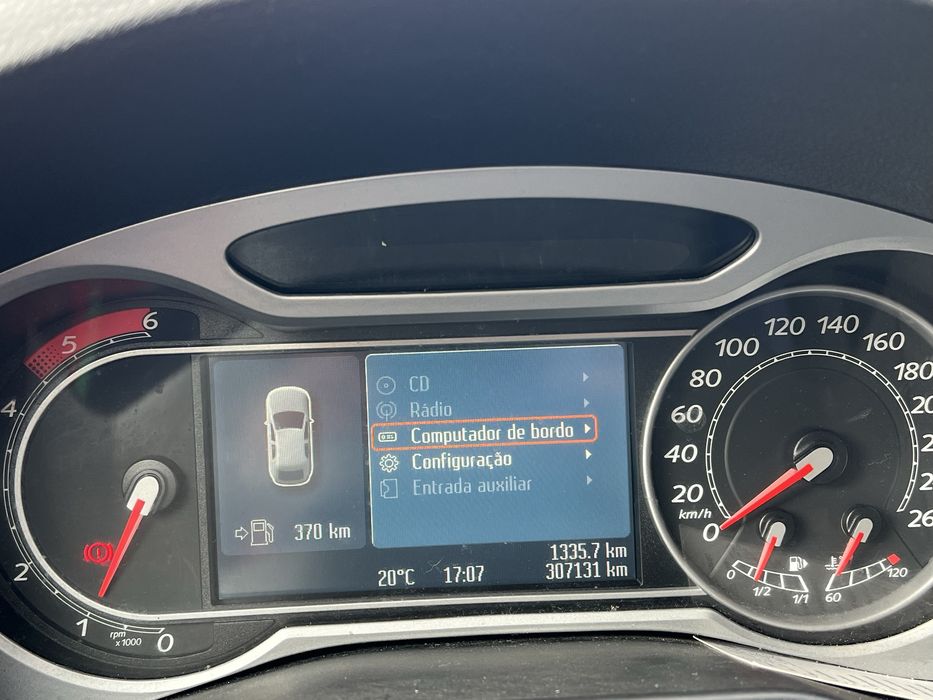 6
5
4
2
1
0
rpm
x1000
CD
Rádio
Computador de bordo
Configuração
Entrada auxiliar
370 km
1335.7 km
20°C 17:07 307131 km
0
20
40
60
80
100
120
140
160
180
km/h
0
1/2
1/1
60
120